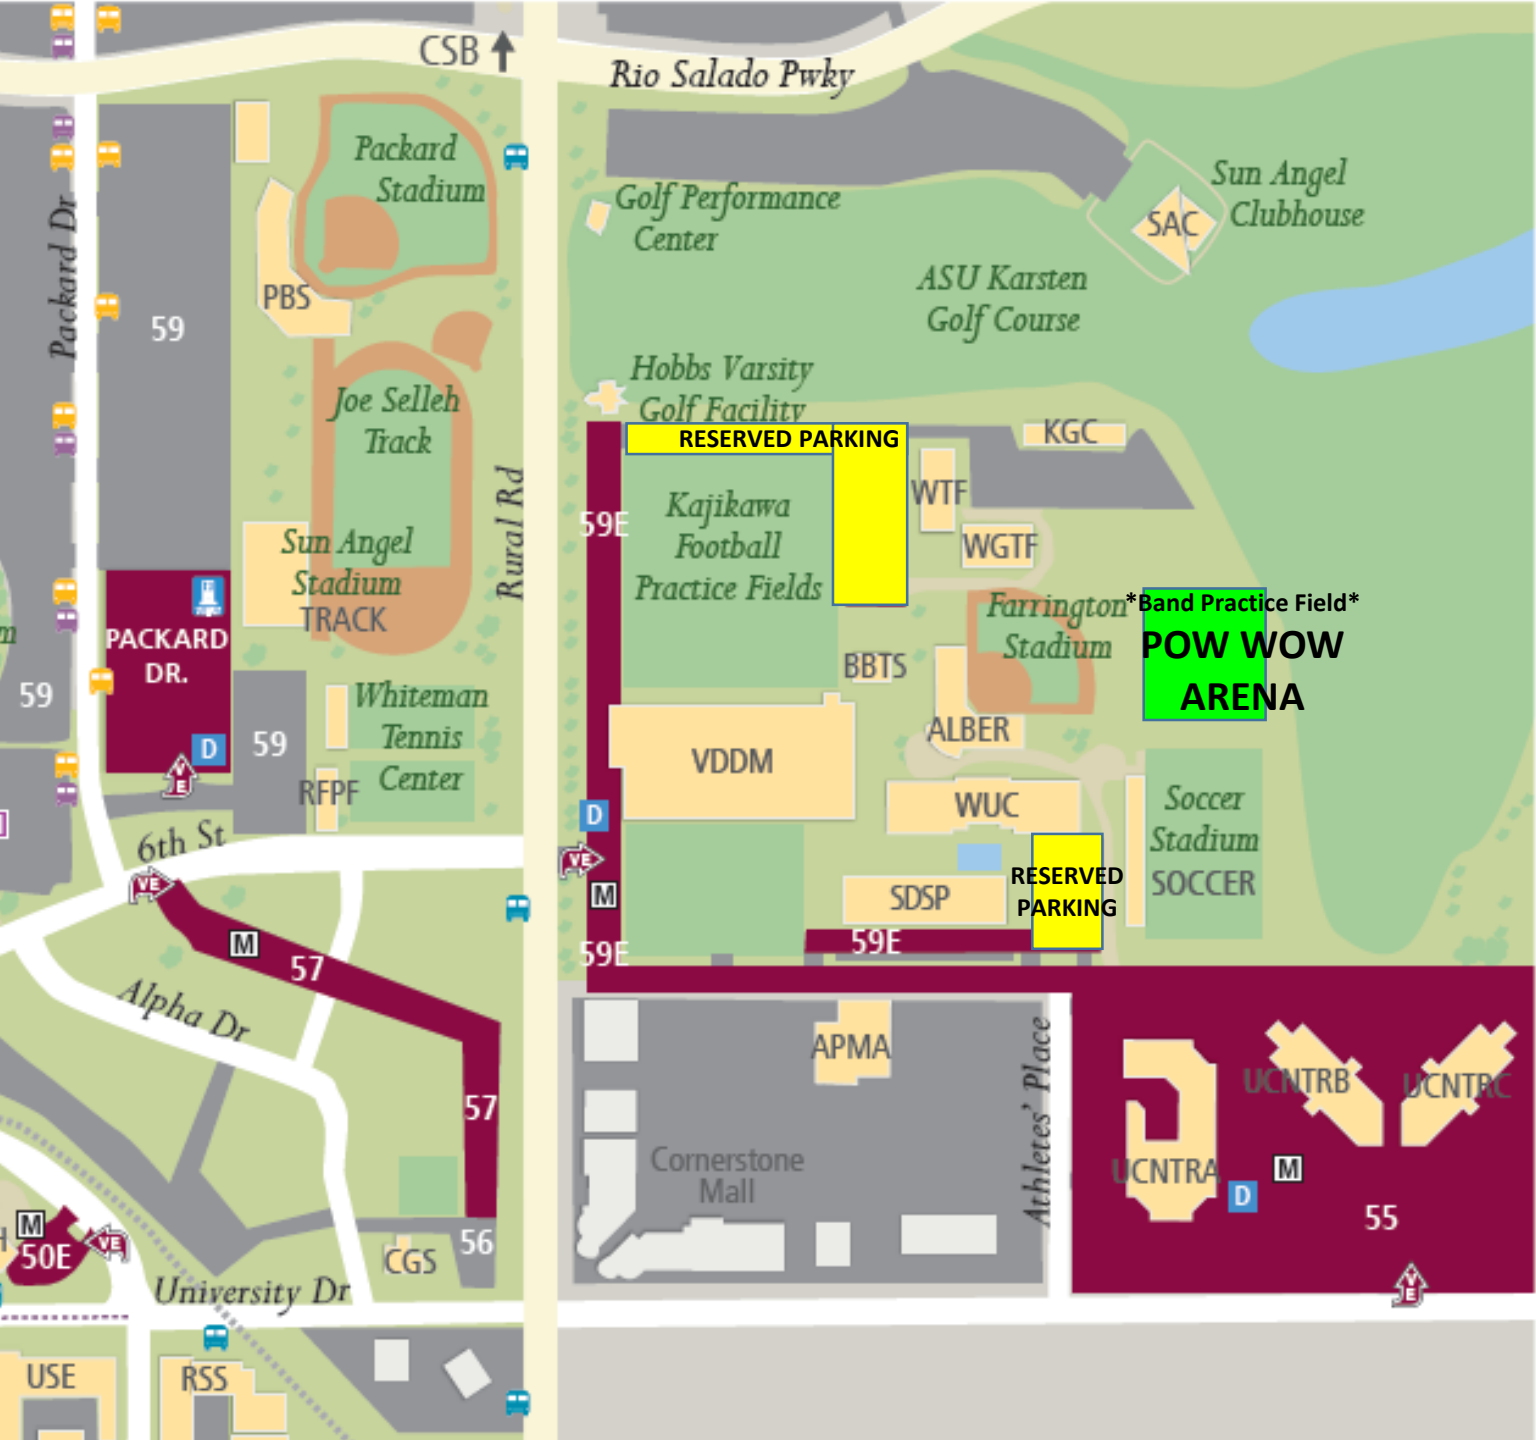 CSB
Rio Salado Pwky
Packard
Stadium
Sun Angel
Clubhouse
SAC
Golf Performance
Center
Packard Dr
PBS
59
ASU Karsten
Golf Course
Hobbs Varsity
Golf Facility
Joe Selleh
Track
RESERVED PARKING
KGC
WTF
59E
Kajikawa
Football
Practice Fields
Rural Rd
WGTF
Sun Angel
Stadium
TRACK
Farrington
Stadium
*Band Practice Field*
POW WOW
ARENA
PACKARD
DR.
D
59
59
BBTS
ALBER
Whiteman
Tennis
Center
RFPF
VDDM
WUC
Soccer
Stadium
SOCCER
D
VE
6th St
VE
VE
M
RESERVED
PARKING
SDSP
59E
59E
M
57
Alpha Dr
APMA
Athletes' Place
UCNTRA
UCNTRB
UCNTRC
M
D
55
VE
57
Cornerstone
Mall
M
50E
VE
56
CGS
University Dr
USE
RSS